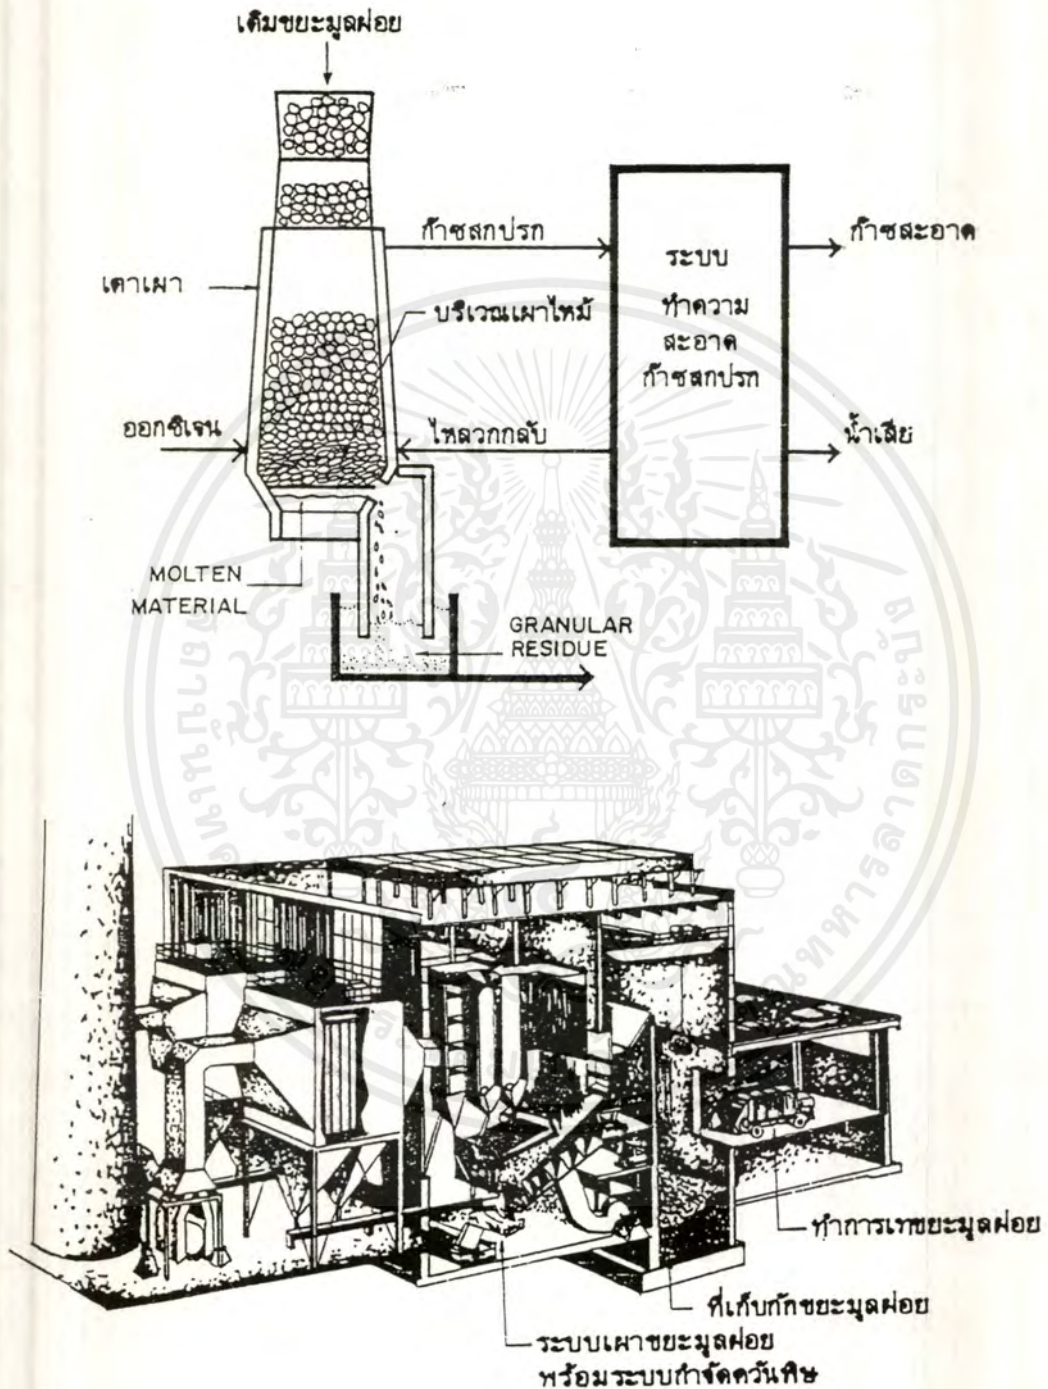 เติมขยะมูลฝอย
ก๊าซสกปรก
ก๊าซสะอาด
ระบบ
ทำความ
สะอาด
ก๊าซสกปรก
เตาเผา
บริเวณเผาไหม้
ออกซิเจน
ไหลวกกลับ
น้ำเสีย
MOLTEN
MATERIAL
GRANULAR
RESIDUE
ทำการเทขยะมูลฝอย
ที่เก็บกักขยะมูลฝอย
ระบบเผาขยะมูลฝอย
พร้อมระบบกำจัดควันพิษ